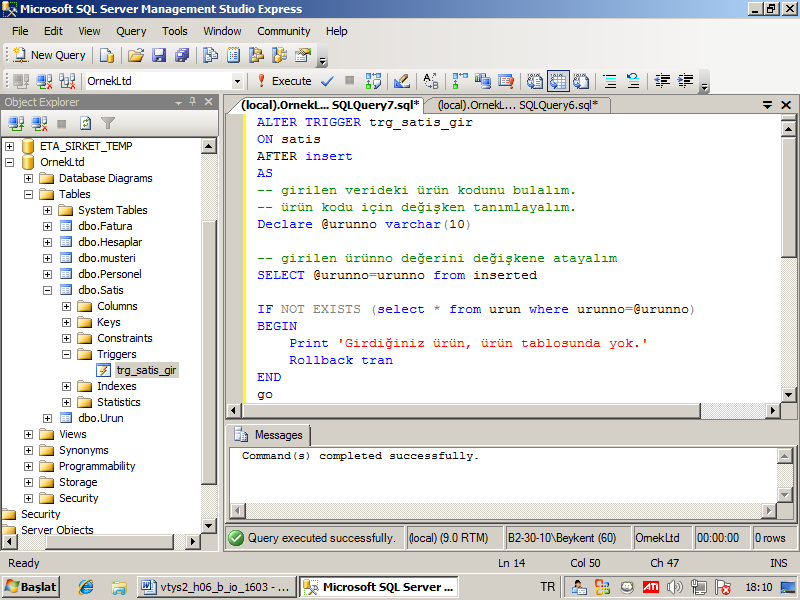 Microsoft SQL Server Management Studio Express
File Edit View Query Tools Window Community Help
New Query
OrnekLtd Execute
Object Explorer
(local).OrnekL... SQLQuery7.sql* (local).OrnekL... SQLQuery6.sql*
ETA_SIRKET_TEMP
OrnekLtd
Database Diagrams
Tables
System Tables
dbo.Fatura
dbo.Hesaplar
dbo.musteri
dbo.Personel
dbo.Satis
Columns
Keys
Constraints
Triggers
trg_satis_gir
Indexes
Statistics
dbo.Urun
Views
Synonyms
Programmability
Storage
Security
Security
Server Objects
ALTER TRIGGER trg_satis_gir
ON satis
AFTER insert
AS
-- girilen verideki ürün kodunu bulalım.
-- ürün kodu için değişken tanımlayalım.
Declare @urunno varchar(10)
-- girilen ürünno değerini değişkene atayalım
SELECT @urunno=urunno from inserted
IF NOT EXISTS (select * from urun where urunno=@urunno)
BEGIN
Print 'Girdiğiniz ürün, ürün tablosunda yok.'
Rollback tran
END
go
Messages
Command(s) completed successfully.
Query executed successfully. (local) (9.0 RTM) B2-30-10\Beykent (60) OrnekLtd 00:00:00 0 rows
Ready Ln 14 Col 50 Ch 47 INS
Başlat vtys2_h06_b_io_1603 - ... Microsoft SQL Server ... TR ATI 18:10